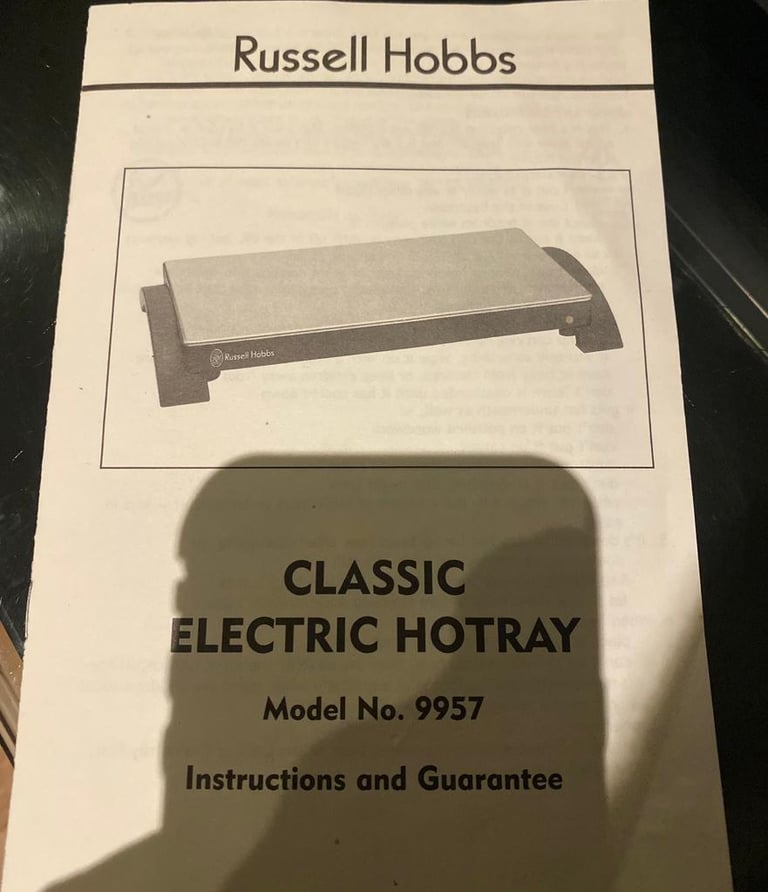 Russell Hobbs
Russell Hobbs
CLASSIC
ELECTRIC HOTRAY
Model No. 9957
Instructions and Guarantee